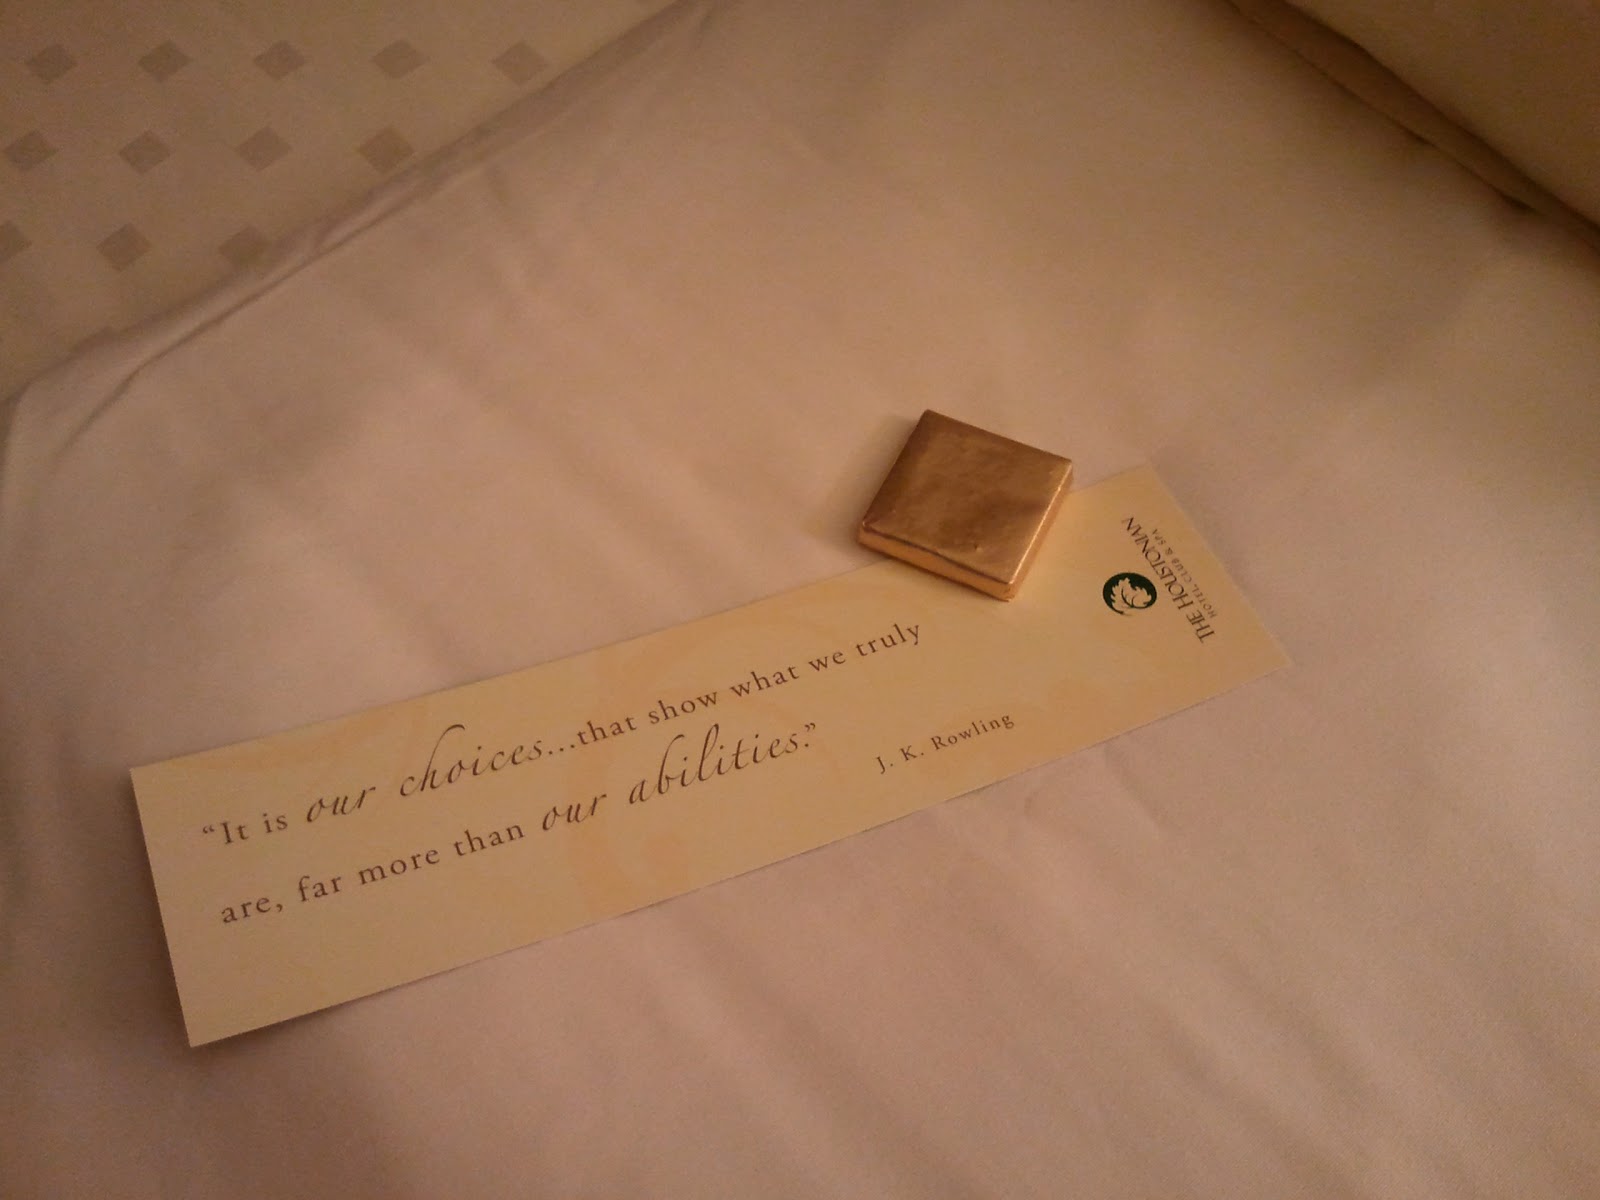 “It is our choices...that show what we truly
are, far more than our abilities.”
J. K. Rowling
THE HOUSTONIAN
HOTEL, CLUB & SPA